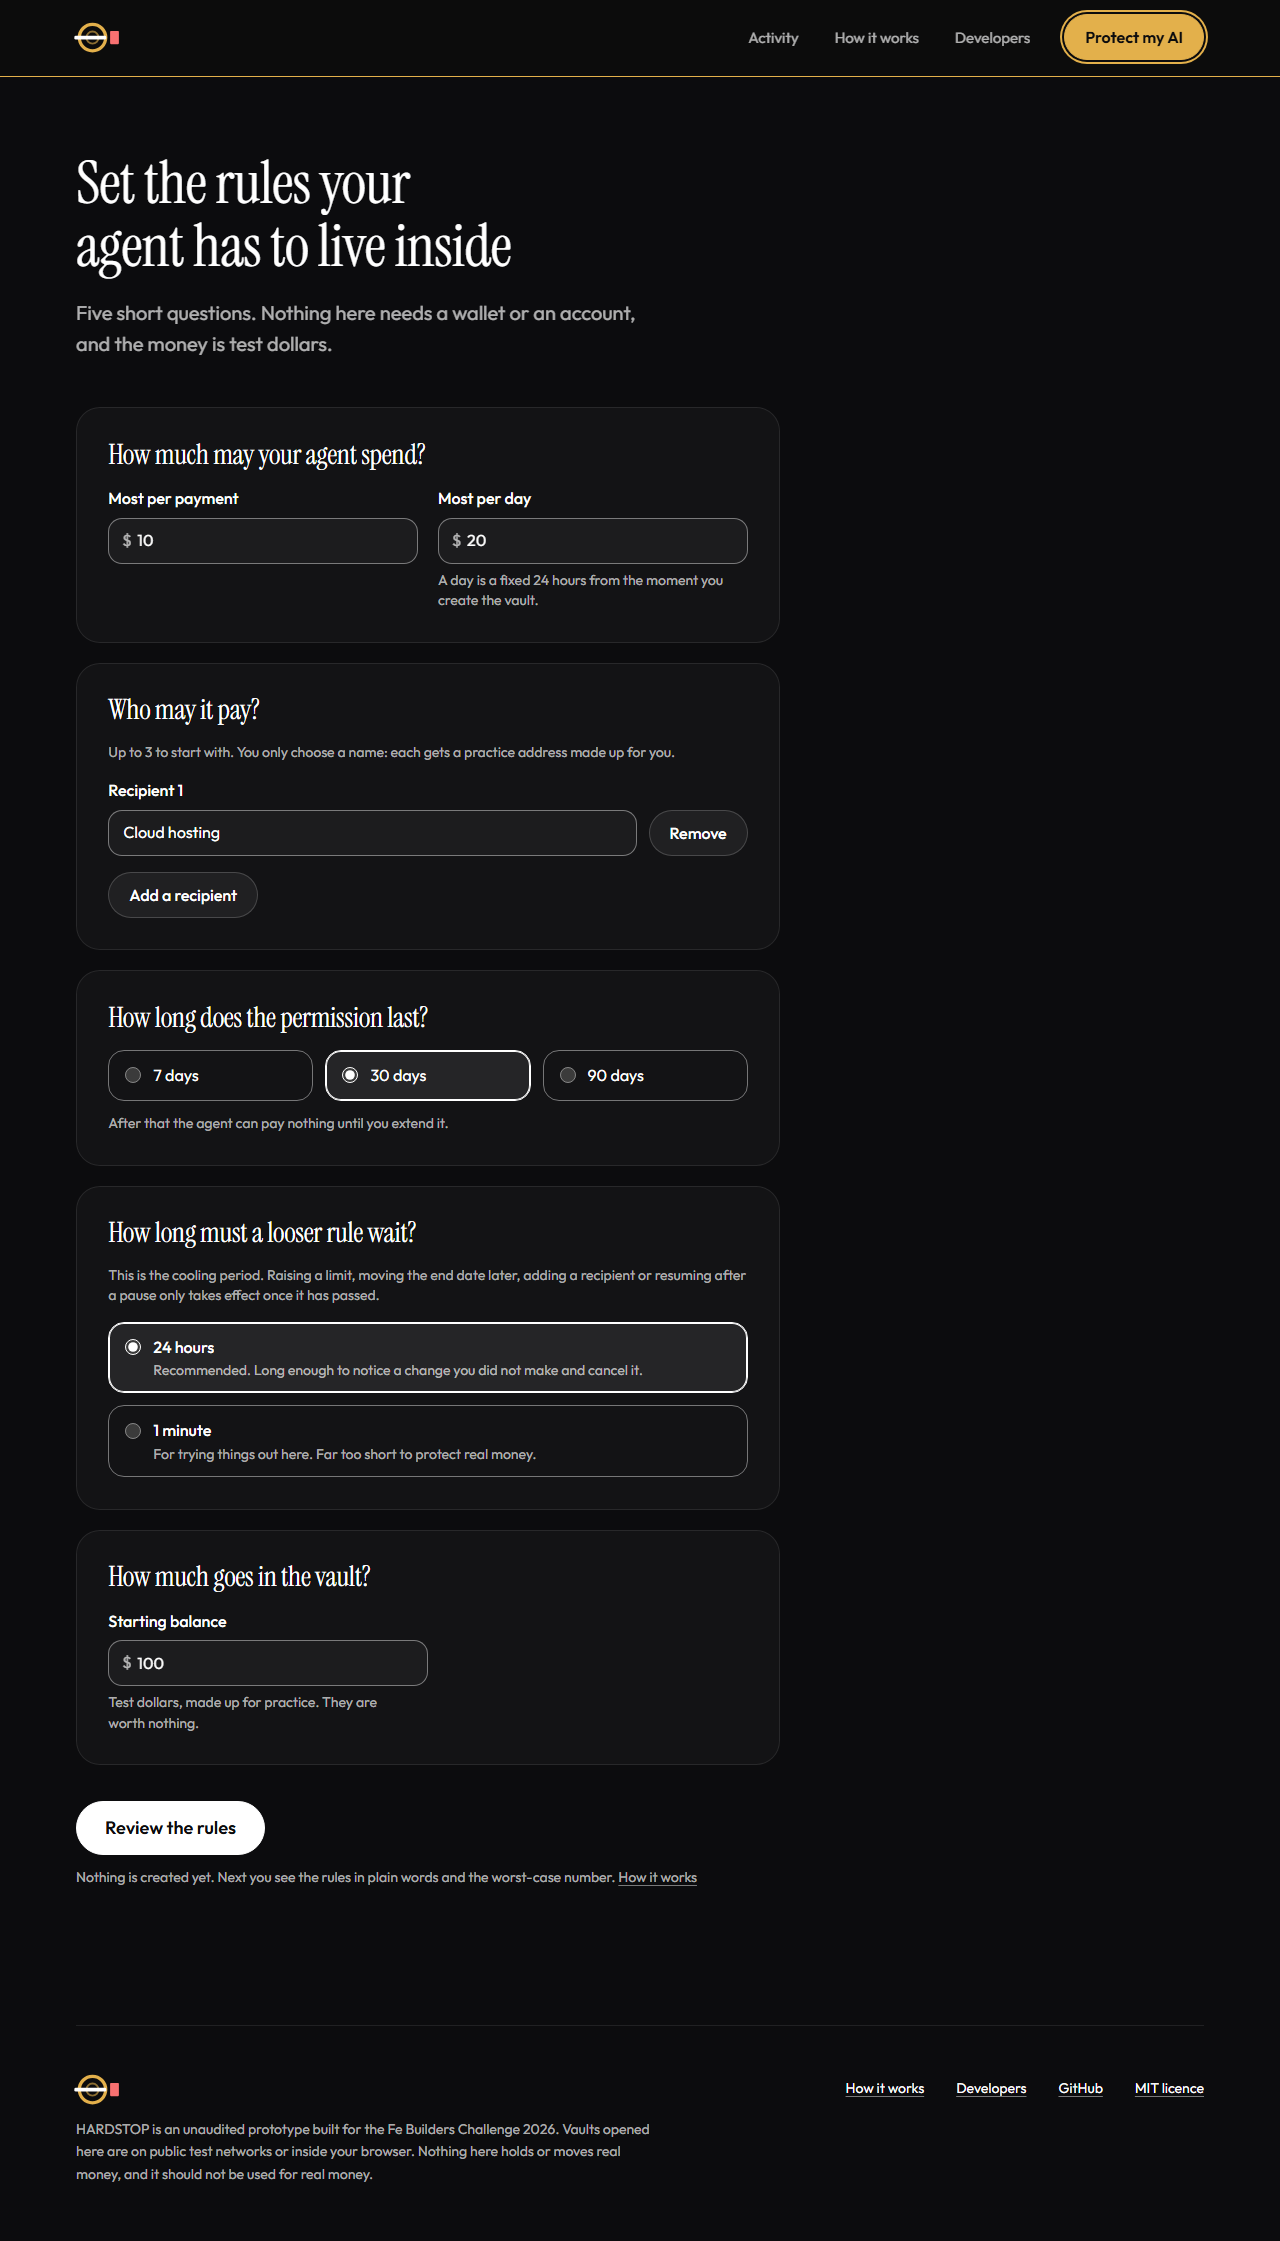 Activity
How it works
Developers
Protect my AI
Set the rules your
agent has to live inside
Five short questions. Nothing here needs a wallet or an account,
and the money is test dollars.
How much may your agent spend?
Most per payment
Most per day
$ 10
$ 20
A day is a fixed 24 hours from the moment you
create the vault.
Who may it pay?
Up to 3 to start with. You only choose a name: each gets a practice address made up for you.
Recipient 1
Cloud hosting
Remove
Add a recipient
How long does the permission last?
7 days
30 days
90 days
After that the agent can pay nothing until you extend it.
How long must a looser rule wait?
This is the cooling period. Raising a limit, moving the end date later, adding a recipient or resuming after
a pause only takes effect once it has passed.
24 hours
Recommended. Long enough to notice a change you did not make and cancel it.
1 minute
For trying things out here. Far too short to protect real money.
How much goes in the vault?
Starting balance
$ 100
Test dollars, made up for practice. They are
worth nothing.
Review the rules
Nothing is created yet. Next you see the rules in plain words and the worst-case number. How it works
How it works
Developers
GitHub
MIT licence
HARDSTOP is an unaudited prototype built for the Fe Builders Challenge 2026. Vaults opened
here are on public test networks or inside your browser. Nothing here holds or moves real
money, and it should not be used for real money.